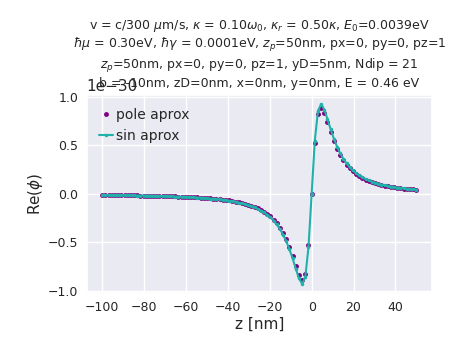 v = c/300 μm/s, κ = 0.10ω₀, κᵣ = 0.50κ, E₀=0.0039eV
ℏμ = 0.30eV, ℏγ = 0.0001eV, zₚ=50nm, px=0, py=0, pz=1
zₚ=50nm, px=0, py=0, pz=1, yD=5nm, Ndip = 21
zD=0nm, x=0nm, y=0nm, E = 0.46 eV
1.0
0.5
0.0
−0.5
−1.0
Re(ϕ)
pole aprox
sin aprox
−100 −80 −60 −40 −20 0 20 40
z [nm]